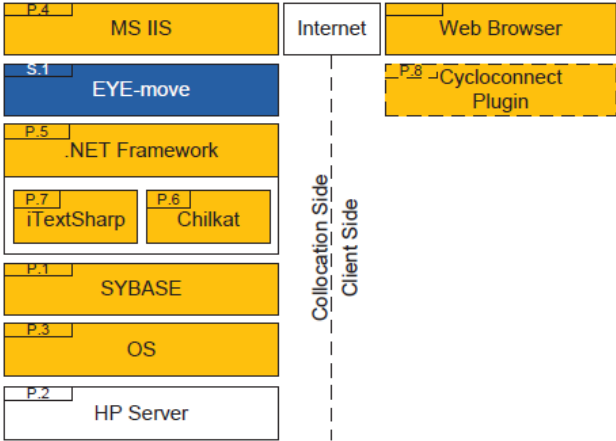 P.4
MS IIS
Internet
Web Browser
S.1
EYE-move
P.8
Cycloconnect
Plugin
P.5
.NET Framework
P.7
iTextSharp
P.6
Chilkat
Collocation Side
Client Side
P.1
SYBASE
P.3
OS
P.2
HP Server